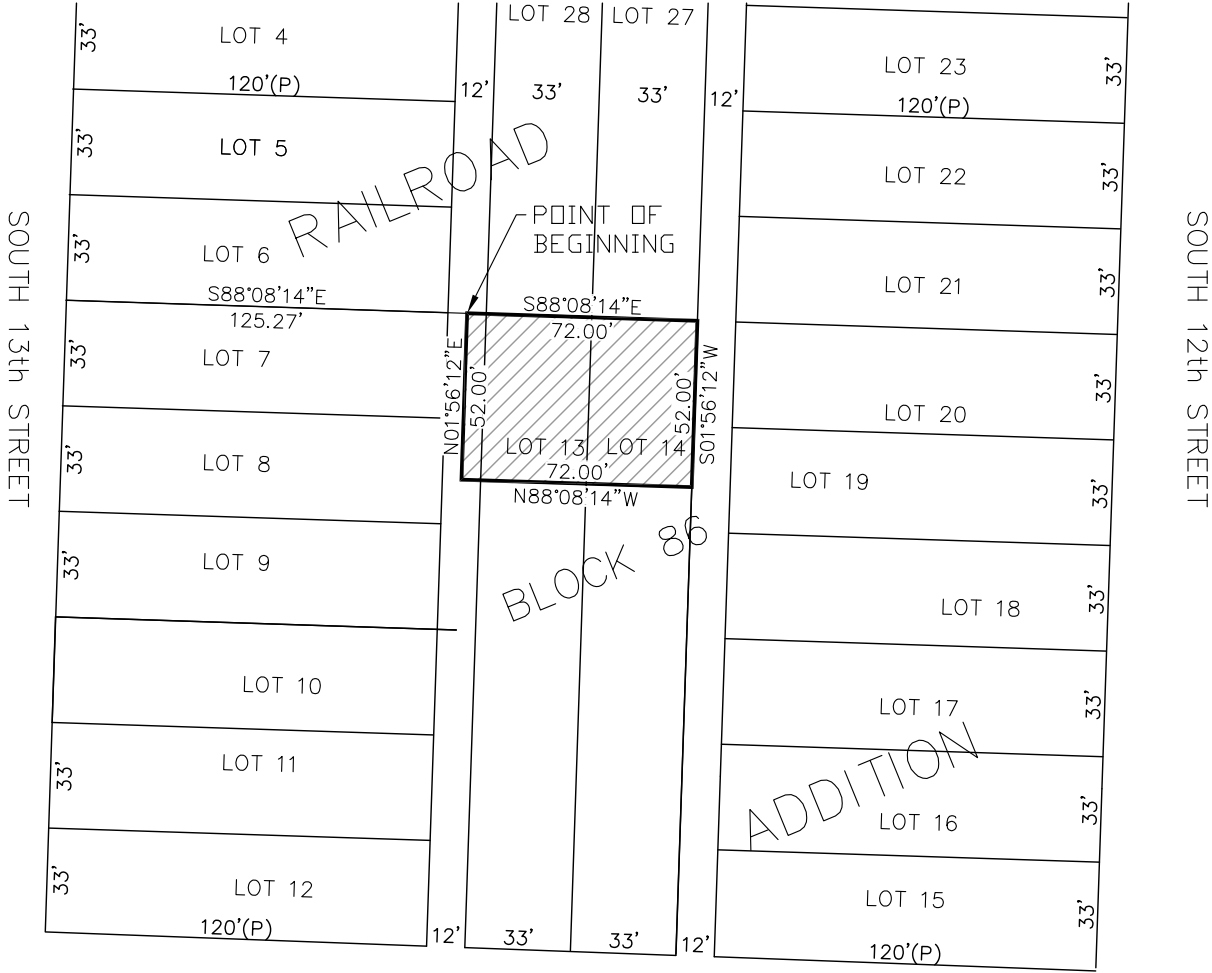 LOT 28
LOT 27
33'
LOT 4
120'(P)
12'
33'
33'
12'
LOT 23
33'
120'(P)
33'
LOT 5
RAILROAD
LOT 22
33'
POINT OF
BEGINNING
33'
LOT 6
S88°08'14"E
125.27'
S88°08'14"E
72.00'
LOT 21
33'
SOUTH 13th STREET
SOUTH 12th STREET
33'
LOT 7
N01°56'12"E
52.00'
52.00'
S01°56'12"W
33'
LOT 20
LOT 13
LOT 14
72.00'
N88°08'14"W
33'
LOT 8
LOT 19
33'
BLOCK 86
33'
LOT 9
LOT 18
33'
LOT 10
LOT 17
33'
33'
LOT 11
ADDITION
LOT 16
33'
33'
LOT 12
120'(P)
12'
33'
33'
12'
LOT 15
33'
120'(P)